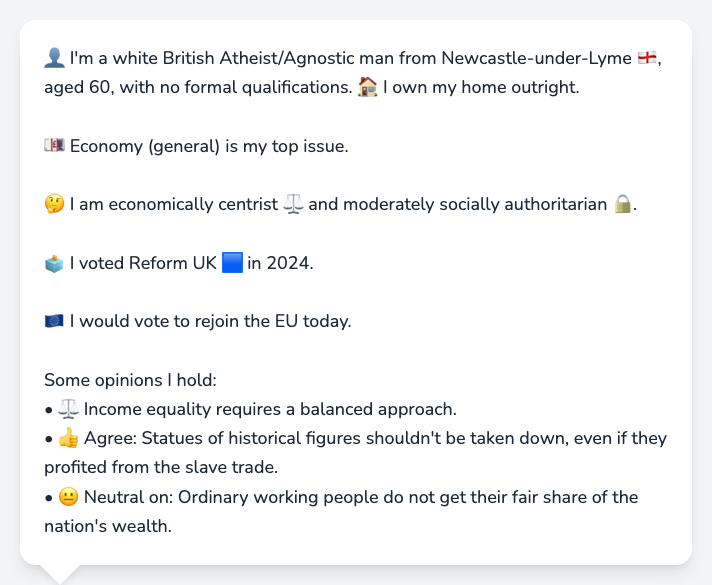 👤 I'm a white British Atheist/Agnostic man from Newcastle-under-Lyme 🏴󠁧󠁢󠁥󠁮󠁧󠁿,
aged 60, with no formal qualifications. 🏠 I own my home outright.
💷 Economy (general) is my top issue.
🤔 I am economically centrist ⚖️ and moderately socially authoritarian 🔒.
🗳️ I voted Reform UK 🟦 in 2024.
🇪🇺 I would vote to rejoin the EU today.
Some opinions I hold:
• ⚖️ Income equality requires a balanced approach.
• 👍 Agree: Statues of historical figures shouldn't be taken down, even if they
profited from the slave trade.
• 😐 Neutral on: Ordinary working people do not get their fair share of the
nation's wealth.